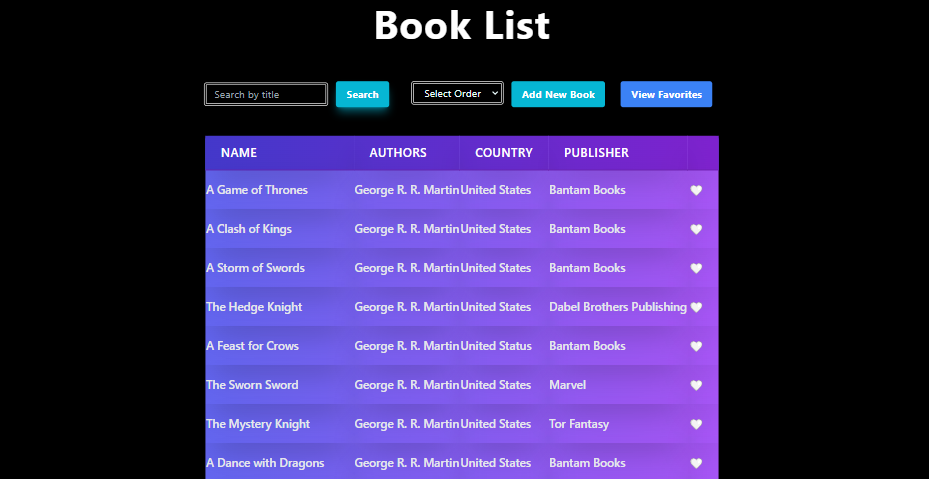 Book List
Search by title Search Select Order Add New Book View Favorites
NAME AUTHORS COUNTRY PUBLISHER
A Game of Thrones George R. R. Martin United States Bantam Books
A Clash of Kings George R. R. Martin United States Bantam Books
A Storm of Swords George R. R. Martin United States Bantam Books
The Hedge Knight George R. R. Martin United States Dabel Brothers Publishing
A Feast for Crows George R. R. Martin United Status Bantam Books
The Sworn Sword George R. R. Martin United States Marvel
The Mystery Knight George R. R. Martin United States Tor Fantasy
A Dance with Dragons George R. R. Martin United States Bantam Books